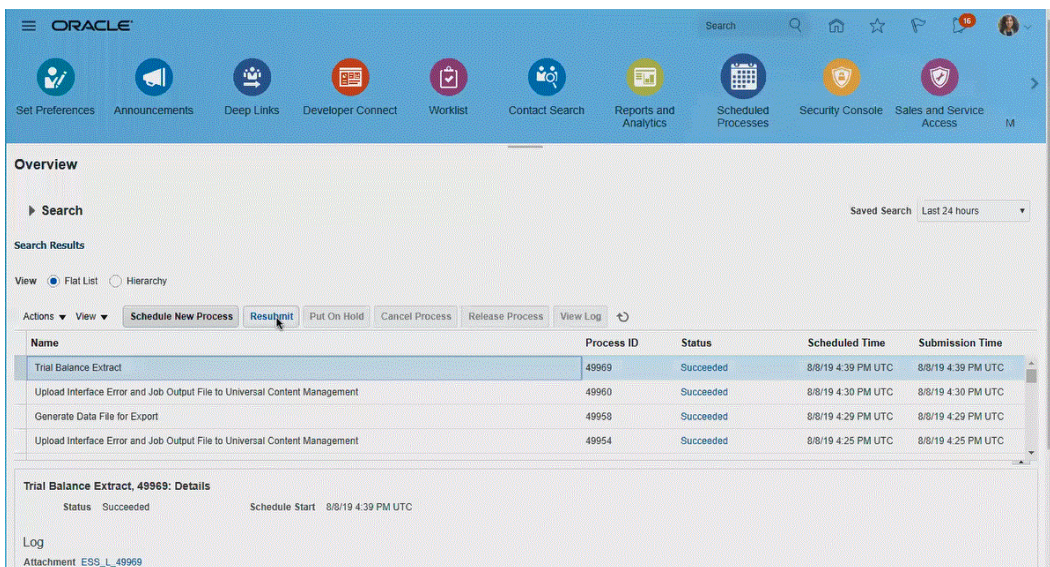 ORACLE
Search
16
Set Preferences
Announcements
Deep Links
Developer Connect
Worklist
Contact Search
Reports and
Analytics
Scheduled
Processes
Security Console
Sales and Service
Access
M
Overview
Search
Saved Search Last 24 hours
Search Results
View Flat List Hierarchy
Actions View Schedule New Process Resubmit Put On Hold Cancel Process Release Process View Log
Name Process ID Status Scheduled Time Submission Time
Trial Balance Extract 49969 Succeeded 8/8/19 4:39 PM UTC 8/8/19 4:39 PM UTC
Upload Interface Error and Job Output File to Universal Content Management 49960 Succeeded 8/8/19 4:30 PM UTC 8/8/19 4:30 PM UTC
Generate Data File for Export 49958 Succeeded 8/8/19 4:29 PM UTC 8/8/19 4:29 PM UTC
Upload Interface Error and Job Output File to Universal Content Management 49954 Succeeded 8/8/19 4:25 PM UTC 8/8/19 4:25 PM UTC
Trial Balance Extract, 49969: Details
Status Succeeded Schedule Start 8/8/19 4:39 PM UTC
Log
Attachment ESS_L_49969